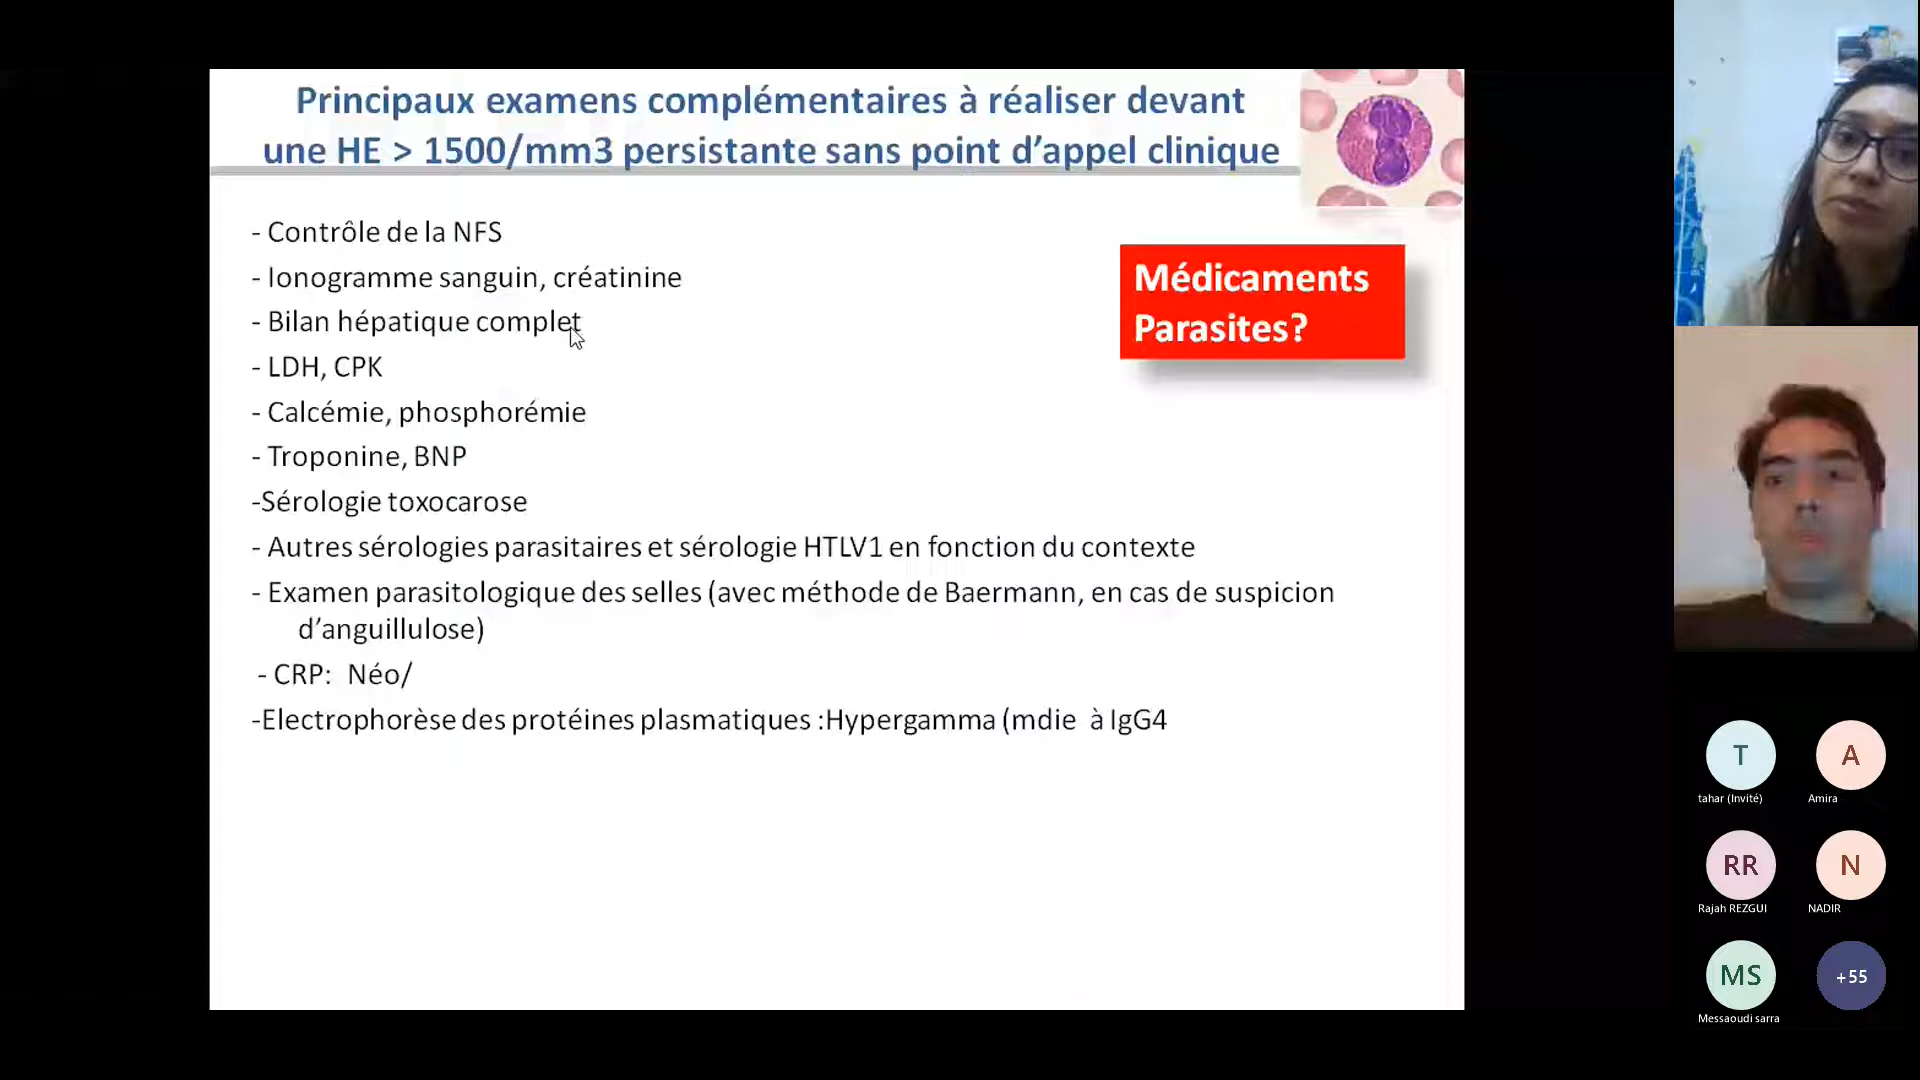 Principaux examens complémentaires à réaliser devant
une HE > 1500/mm3 persistante sans point d’appel clinique
- Contrôle de la NFS
- Ionogramme sanguin, créatinine
- Bilan hépatique complet
- LDH, CPK
- Calcémie, phosphorémie
- Troponine, BNP
-Sérologie toxocarose
- Autres sérologies parasitaires et sérologie HTLV1 en fonction du contexte
- Examen parasitologique des selles (avec méthode de Baermann, en cas de suspicion
d’anguillulose)
- CRP: Néo/
-Electrophorèse des protéines plasmatiques :Hypergamma (mdie à IgG4
Médicaments
Parasites?
T
tahar (Invité)
A
Amira
RR
Rajah REZGUI
N
NADIR
MS
Messaoudi sarra
+55